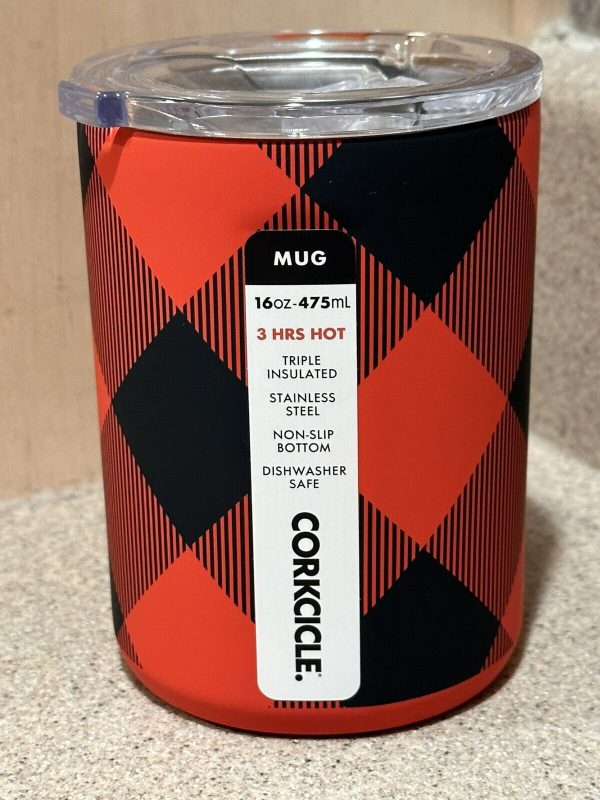 MUG
16oz-475mL
3 HRS HOT
TRIPLE
INSULATED
STAINLESS
STEEL
NON-SLIP
BOTTOM
DISHWASHER
SAFE
CORKCICLE.